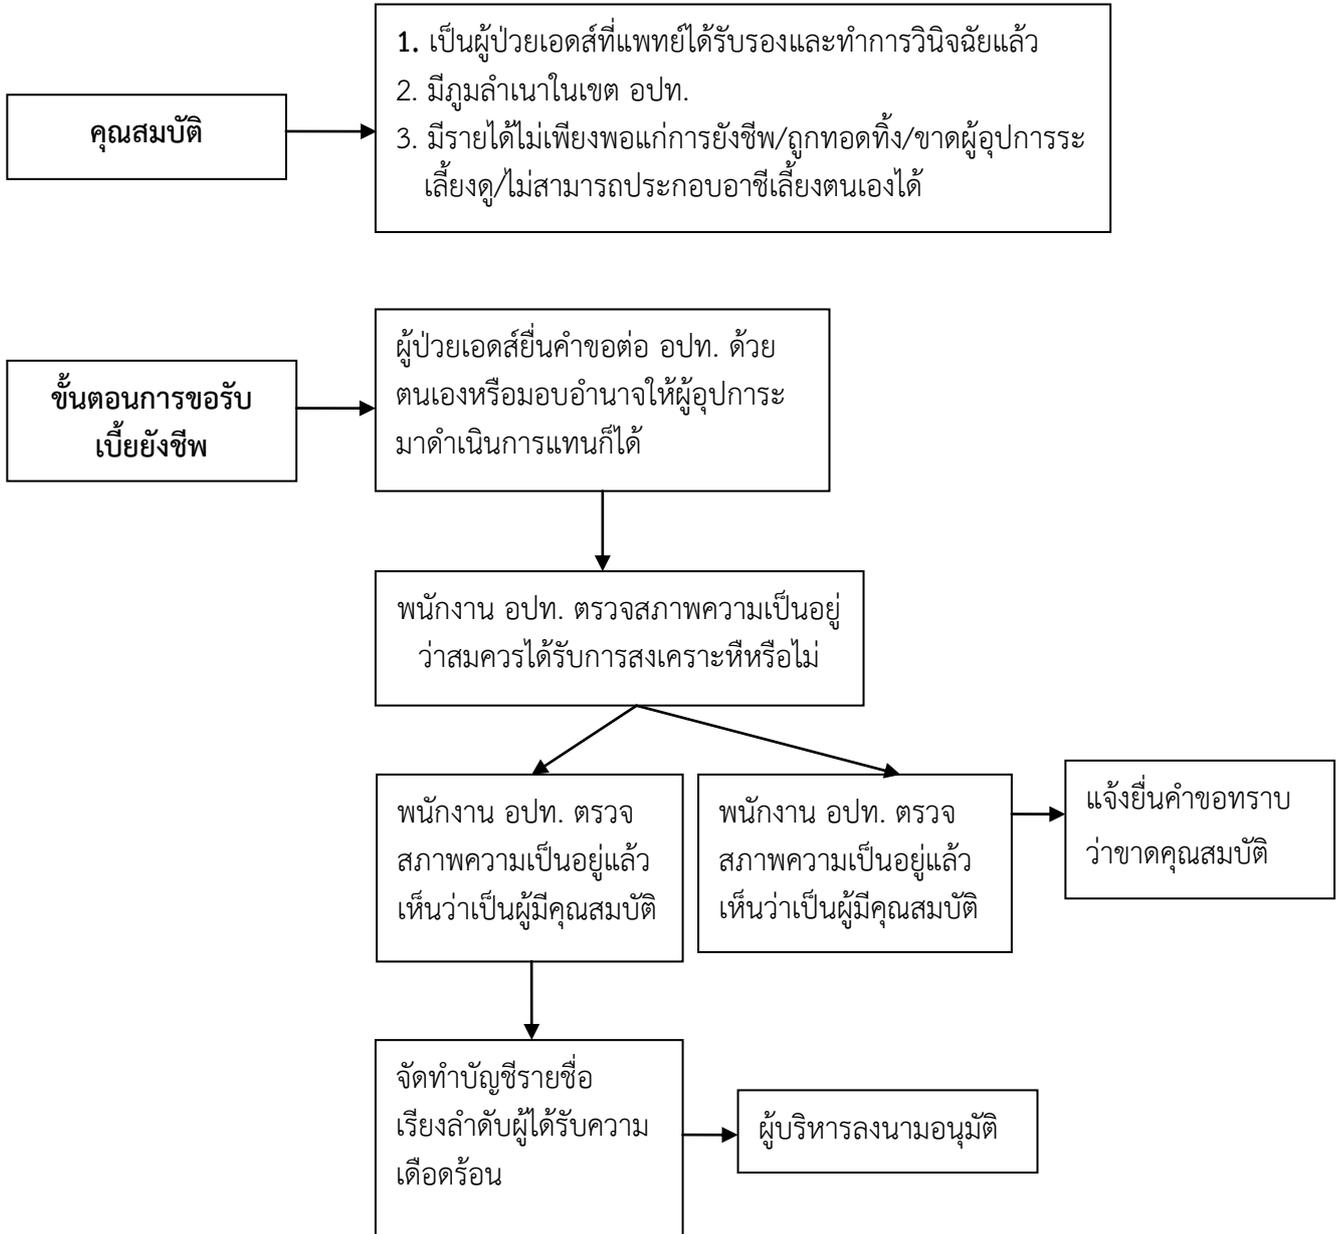 คุณสมบัติ
1. เป็นผู้ป่วยเอดส์ที่แพทย์ได้รับรองและทำการวินิจฉัยแล้ว
2. มีภูมลำเนาในเขต อปท.
3. มีรายได้ไม่เพียงพอแก่การยังชีพ/ถูกทอดทิ้ง/ขาดผู้อุปการระ
เลี้ยงดู/ไม่สามารถประกอบอาชีเลี้ยงตนเองได้
ขั้นตอนการขอรับ
เบี้ยยังชีพ
ผู้ป่วยเอดส์ยื่นคำขอต่อ อปท. ด้วย
ตนเองหรือมอบอำนาจให้ผู้อุปการะ
มาดำเนินการแทนก็ได้
พนักงาน อปท. ตรวจสภาพความเป็นอยู่
ว่าสมควรได้รับการสงเคราะหืหรือไม่
พนักงาน อปท. ตรวจ
สภาพความเป็นอยู่แล้ว
เห็นว่าเป็นผู้มีคุณสมบัติ
พนักงาน อปท. ตรวจ
สภาพความเป็นอยู่แล้ว
เห็นว่าเป็นผู้มีคุณสมบัติ
แจ้งยื่นคำขอทราบ
ว่าขาดคุณสมบัติ
จัดทำบัญชีรายชื่อ
เรียงลำดับผู้ได้รับความ
เดือดร้อน
ผู้บริหารลงนามอนุมัติ